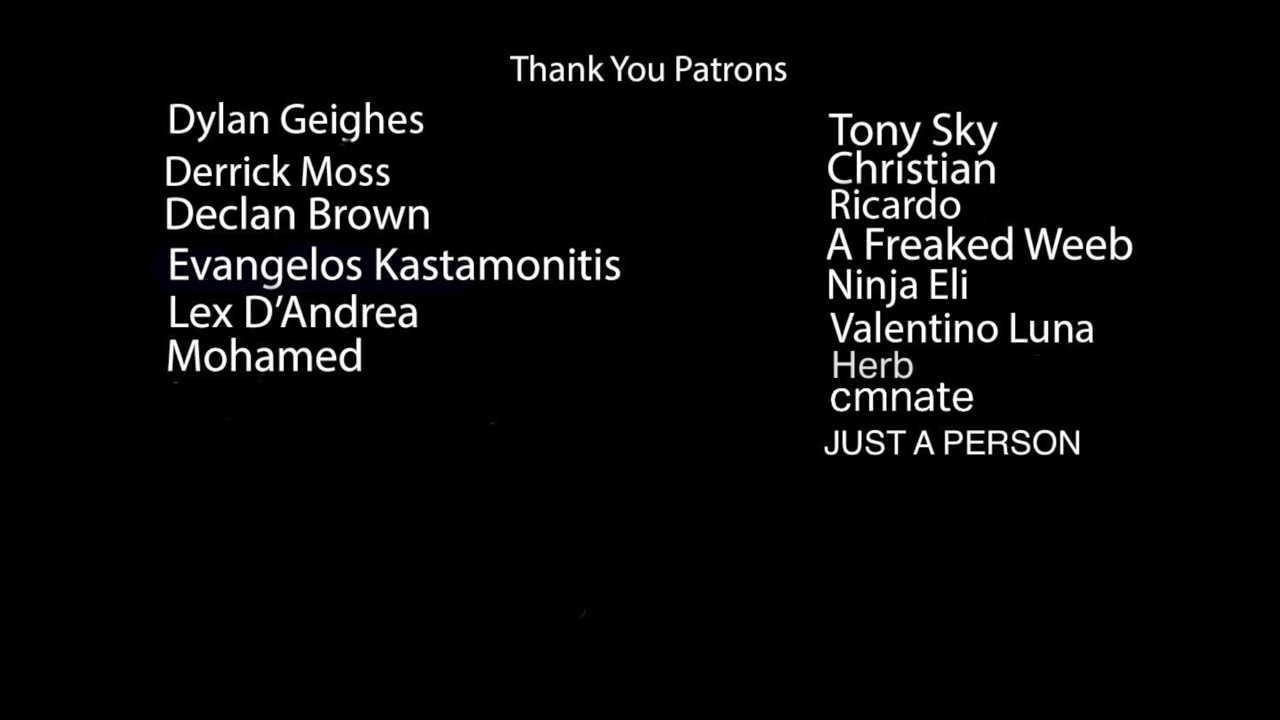 Thank You Patrons
Dylan Geighes
Derrick Moss
Declan Brown
Evangelos Kastamonitis
Lex D’Andrea
Mohamed
Tony Sky
Christian
Ricardo
A Freaked Weeb
Ninja Eli
Valentino Luna
Herb
cmnate
JUST A PERSON